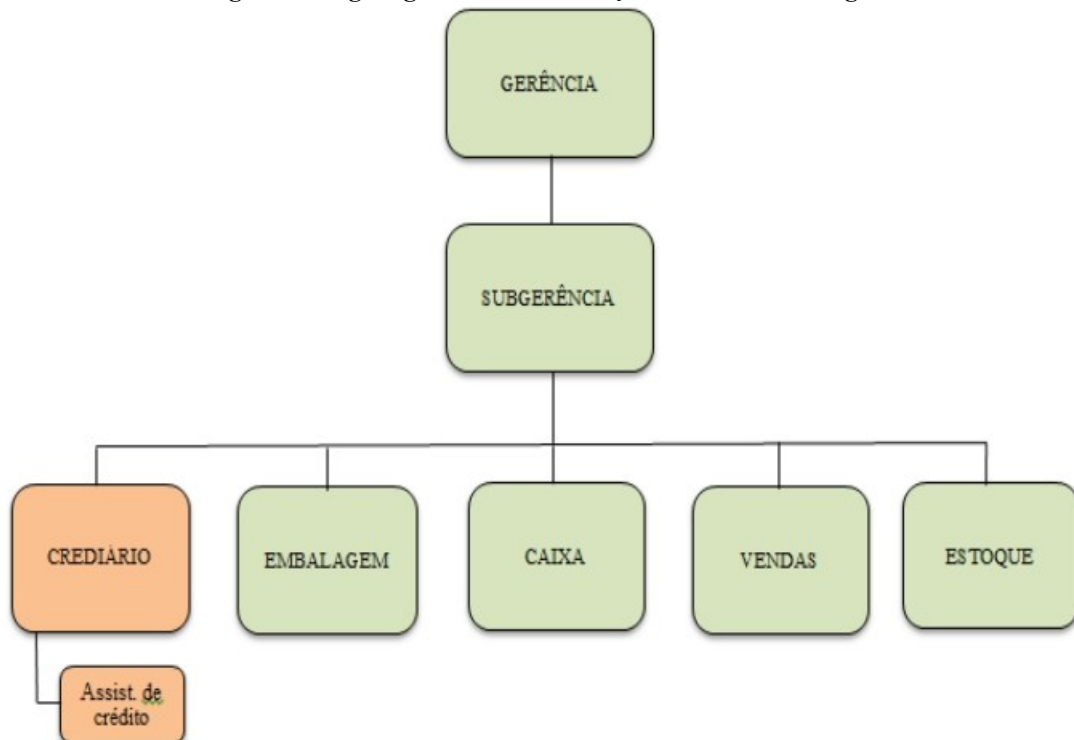 GERÊNCIA
SUBGERÊNCIA
CREDIÁRIO
EMBALAGEM
CAIXA
VENDAS
ESTOQUE
Assist. de
crédito